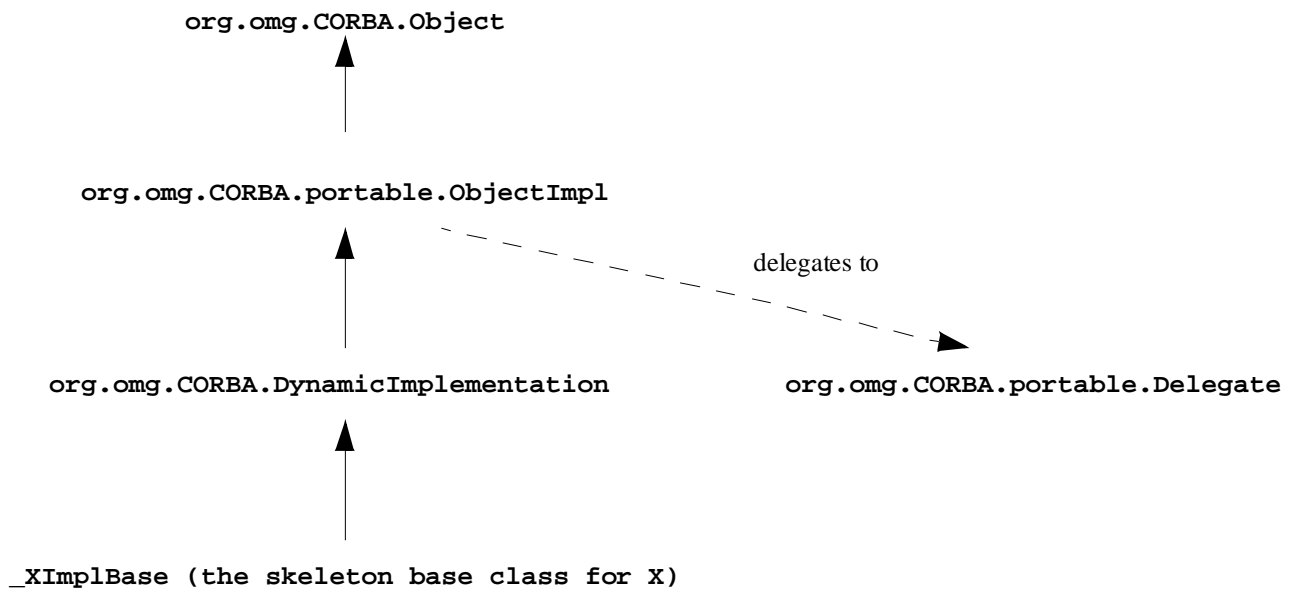 org.omg.CORBA.Object
org.omg.CORBA.portable.ObjectImpl
delegates to
org.omg.CORBA.DynamicImplementation
org.omg.CORBA.portable.Delegate
_XImplBase (the skeleton base class for X)